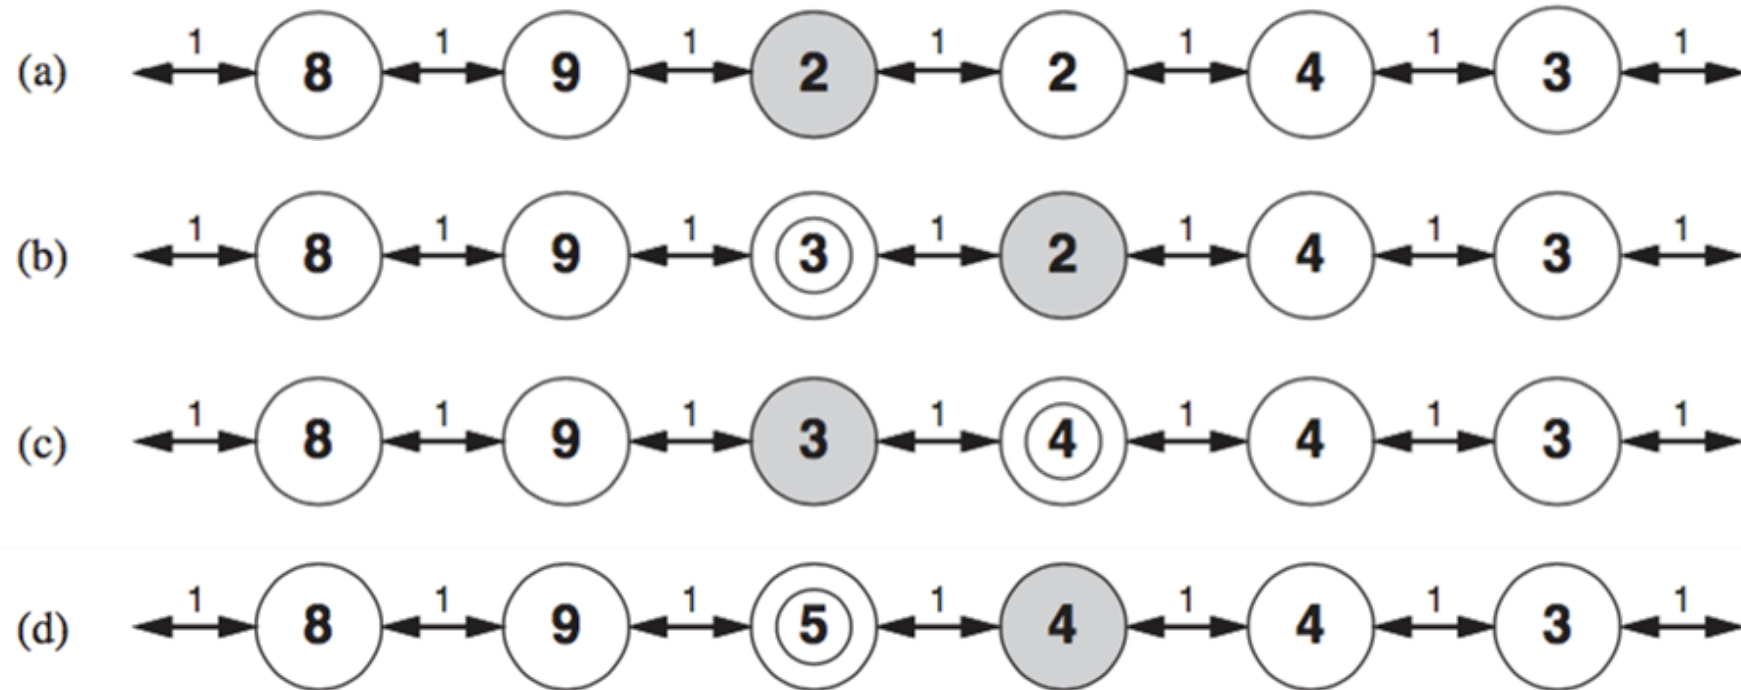 1 1 1 1 1 1 1
(a) 8 9 2 2 4 3
1 1 1 1 1 1 1
(b) 8 9 3 2 4 3
1 1 1 1 1 1 1
(c) 8 9 3 4 4 3
1 1 1 1 1 1 1
(d) 8 9 5 4 4 3